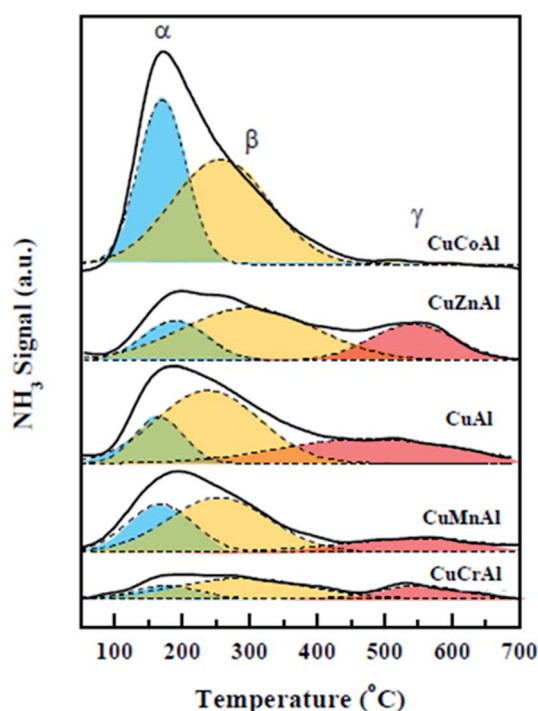 α
β
γ
CuCoAl
CuZnAl
CuAl
CuMnAl
CuCrAl
NH₃ Signal (a.u.)
100 200 300 400 500 600 700
Temperature (°C)